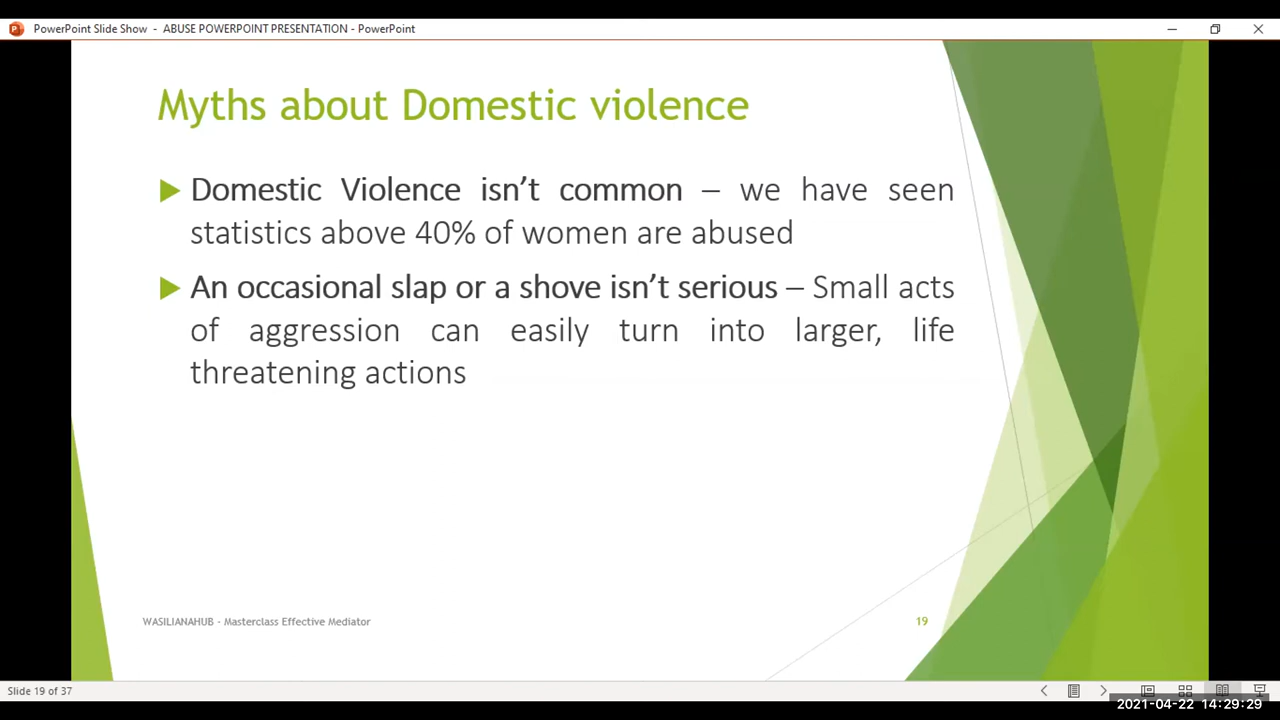 PowerPoint Slide Show - ABUSE POWERPOINT PRESENTATION - PowerPoint
Myths about Domestic violence
Domestic Violence isn’t common – we have seen
statistics above 40% of women are abused
An occasional slap or a shove isn’t serious – Small acts
of aggression can easily turn into larger, life
threatening actions
WASILIANAHUB - Masterclass Effective Mediator
19
Slide 19 of 37
2021-04-22 14:29:29